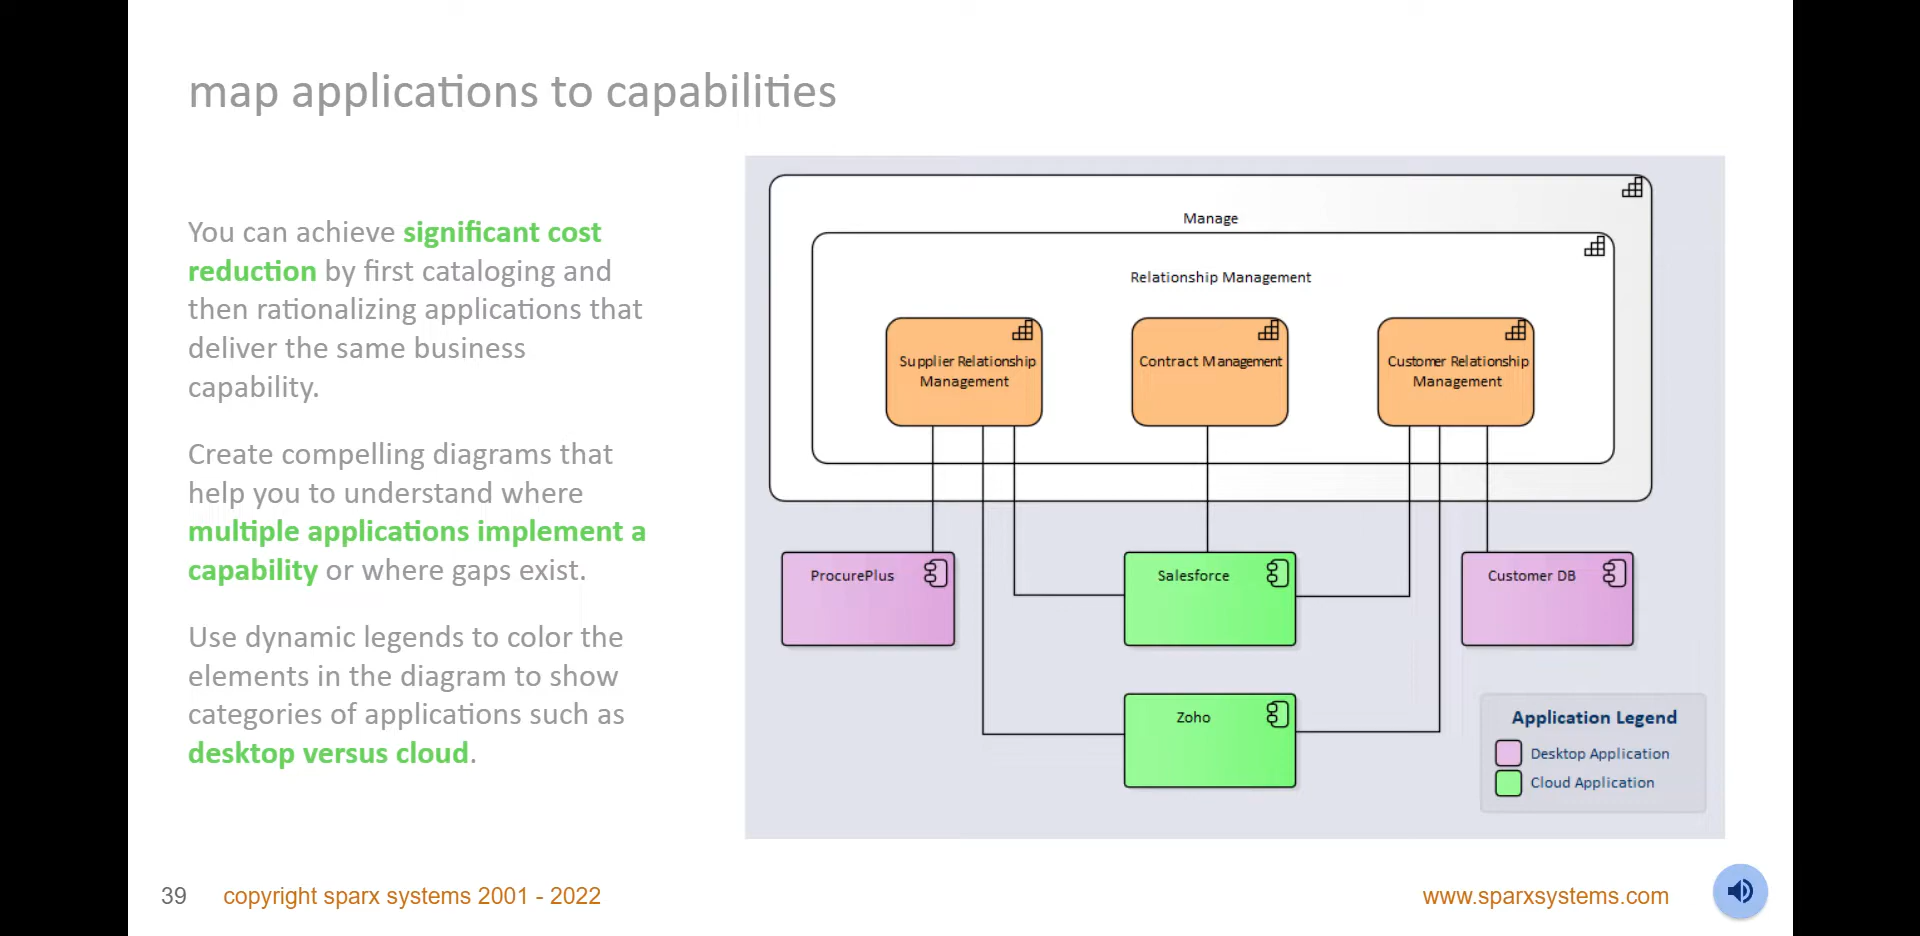 map applications to capabilities
You can achieve significant cost
reduction by first cataloging and
then rationalizing applications that
deliver the same business
capability.
Create compelling diagrams that
help you to understand where
multiple applications implement a
capability or where gaps exist.
Use dynamic legends to color the
elements in the diagram to show
categories of applications such as
desktop versus cloud.
Manage
Relationship Management
Supplier Relationship
Management
Contract Management
Customer Relationship
Management
ProcurePlus
Salesforce
Customer DB
Zoho
Application Legend
Desktop Application
Cloud Application
39
copyright sparx systems 2001 - 2022
www.sparxsystems.com